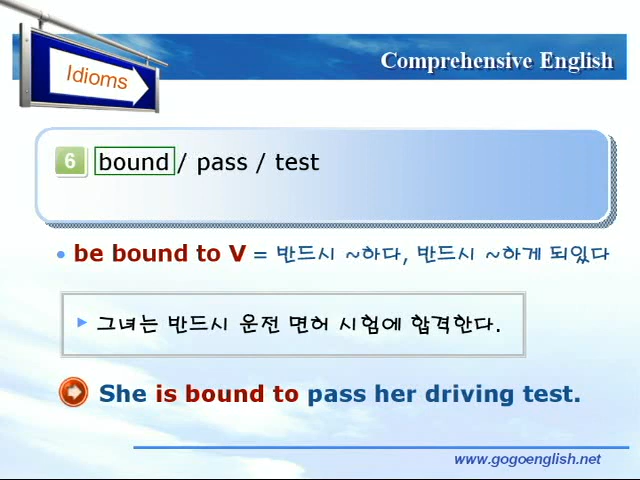 Idioms
Comprehensive English
6 bound / pass / test
• be bound to V = 반드시 ~하다, 반드시 ~하게 되있다
그녀는 반드시 운전 면허 시험에 합격한다.
She is bound to pass her driving test.
www.gogoenglish.net